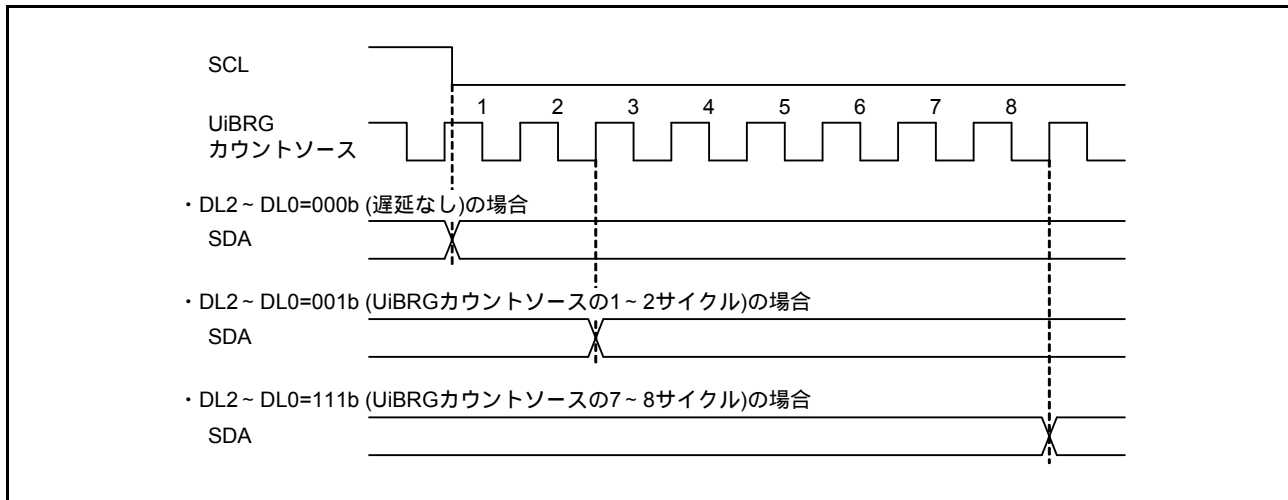 SCL
1 2 3 4 5 6 7 8
UiBRG
カウントソース
・DL2～DL0=000b (遅延なし)の場合
SDA
・DL2～DL0=001b (UiBRGカウントソースの1～2サイクル)の場合
SDA
・DL2～DL0=111b (UiBRGカウントソースの7～8サイクル)の場合
SDA